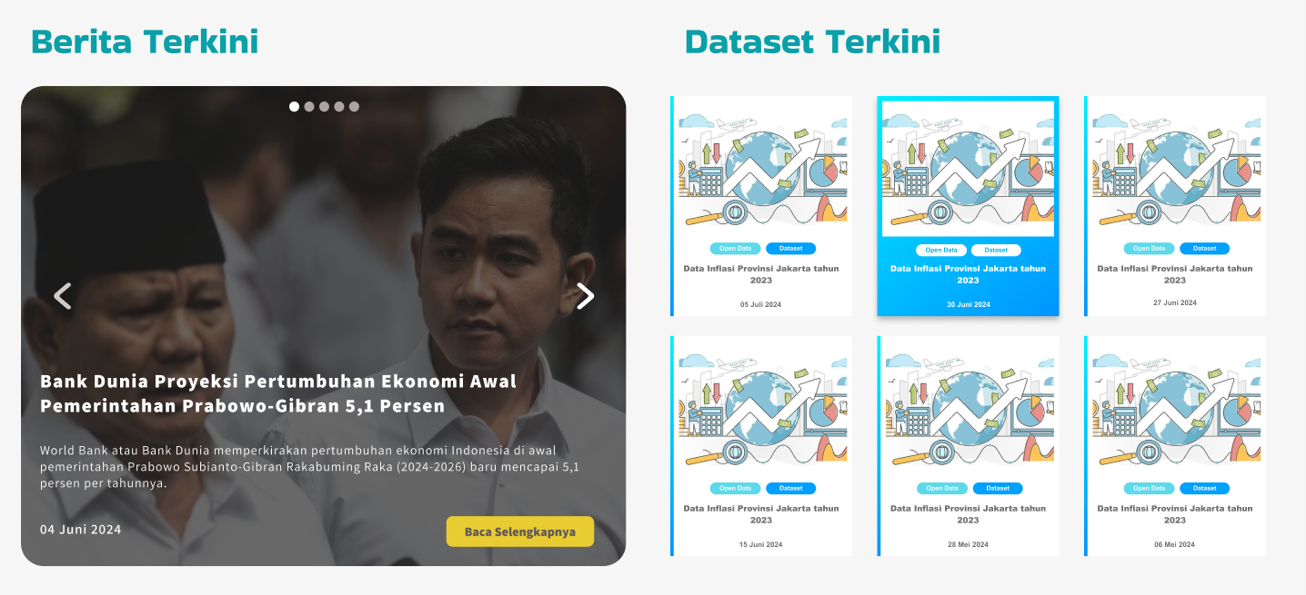 Berita Terkini
Bank Dunia Proyeksi Pertumbuhan Ekonomi Awal
Pemerintahan Prabowo-Gibran 5,1 Persen
World Bank atau Bank Dunia memperkirakan pertumbuhan ekonomi Indonesia di awal
pemerintahan Prabowo Subianto-Gibran Rakabuming Raka (2024-2026) baru mencapai 5,1
persen per tahunnya.
04 Juni 2024
Baca Selengkapnya
Dataset Terkini
Open Data
Dataset
Data Inflasi Provinsi Jakarta tahun
2023
05 Juli 2024
Open Data
Dataset
Data Inflasi Provinsi Jakarta tahun
2023
30 Juni 2024
Open Data
Dataset
Data Inflasi Provinsi Jakarta tahun
2023
27 Juni 2024
Open Data
Dataset
Data Inflasi Provinsi Jakarta tahun
2023
15 Juni 2024
Open Data
Dataset
Data Inflasi Provinsi Jakarta tahun
2023
28 Mei 2024
Open Data
Dataset
Data Inflasi Provinsi Jakarta tahun
2023
06 Mei 2024